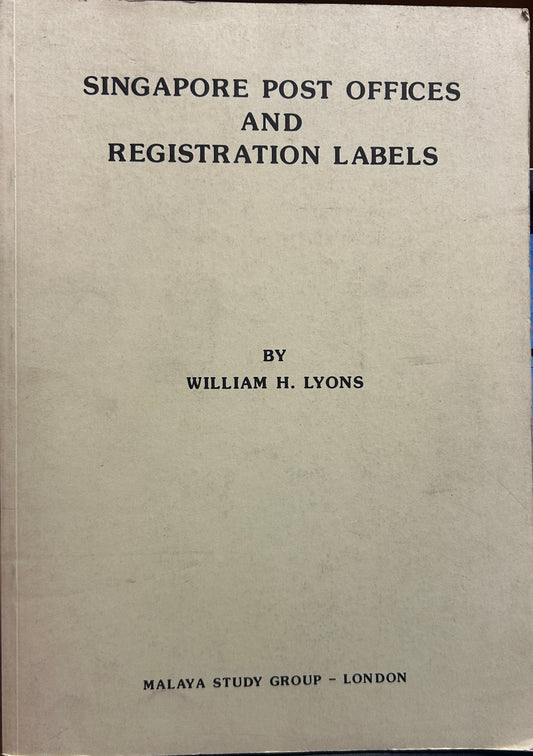 SINGAPORE POST OFFICES
AND
REGISTRATION LABELS
BY
WILLIAM H. LYONS
MALAYA STUDY GROUP – LONDON